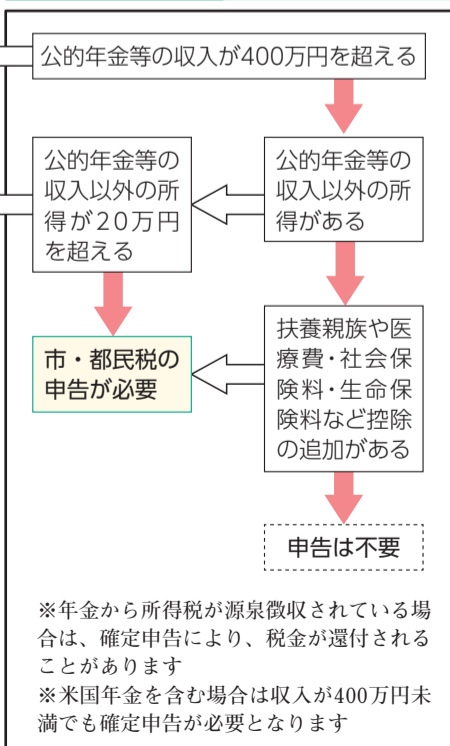 公的年金等の収入が400万円を超える
公的年金等の
収入以外の所
得がある
公的年金等の
収入以外の所
得が20万円
を超える
扶養親族や医
療費・社会保
険料・生命保
険料など控除
の追加がある
市・都民税の
申告が必要
申告は不要
※年金から所得税が源泉徴収されている場
合は、確定申告により、税金が還付される
ことがあります
※米国年金を含む場合は収入が400万円未
満でも確定申告が必要となります